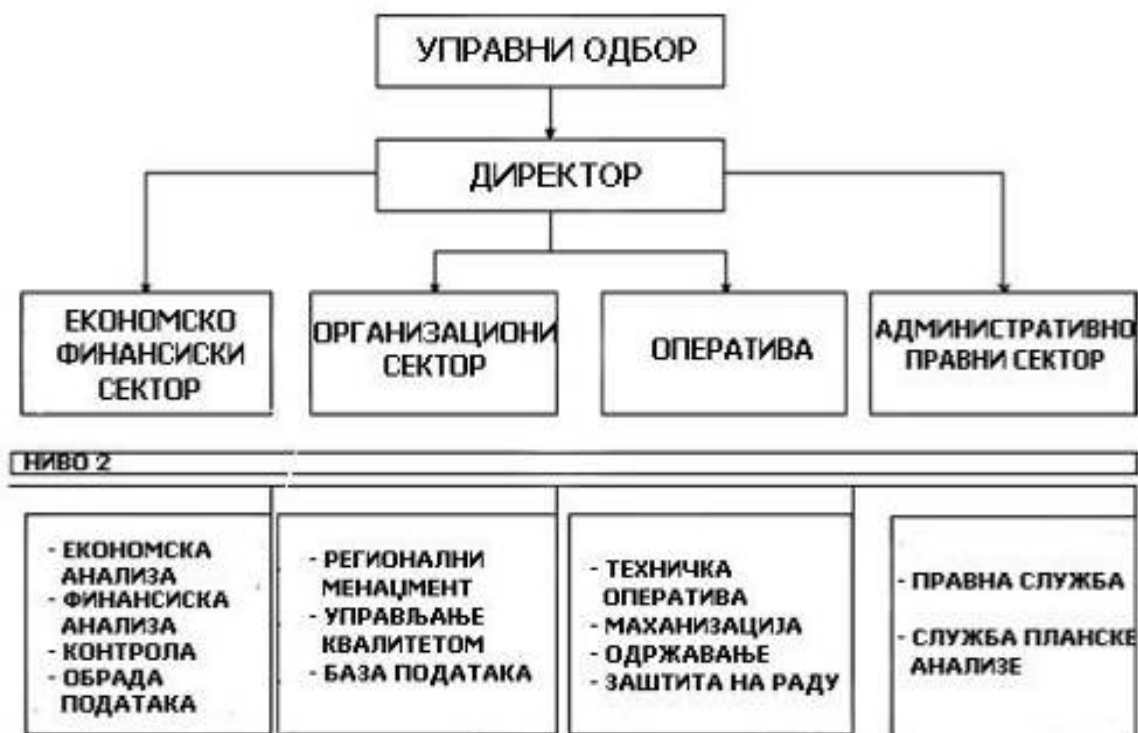 УПРАВНИ ОДБОР
ДИРЕКТОР
ЕКОНОМСКО
ФИНАНСИСКИ
СЕКТОР
ОРГАНИЗАЦИОНИ
СЕКТОР
ОПЕРАТИВА
АДМИНИСТРАТИВНО
ПРАВНИ СЕКТОР
НИВО 2
- ЕКОНОМСКА
АНАЛИЗА
- ФИНАНСИСКА
АНАЛИЗА
- КОНТРОЛА
- ОБРАДА
ПОДАТАКА
- РЕГИОНАЛНИ
МЕНАЏМЕНТ
- УПРАВЉАЊЕ
КВАЛИТЕТОМ
- БАЗА ПОДАТАКА
- ТЕХНИЧКА
ОПЕРАТИВА
- МАХАНИЗАЦИЈА
- ОДРЖАВАЊЕ
- ЗАШТИТА НА РАДУ
- ПРАВНА СЛУЖБА
- СЛУЖБА ПЛАНСКЕ
АНАЛИЗЕ